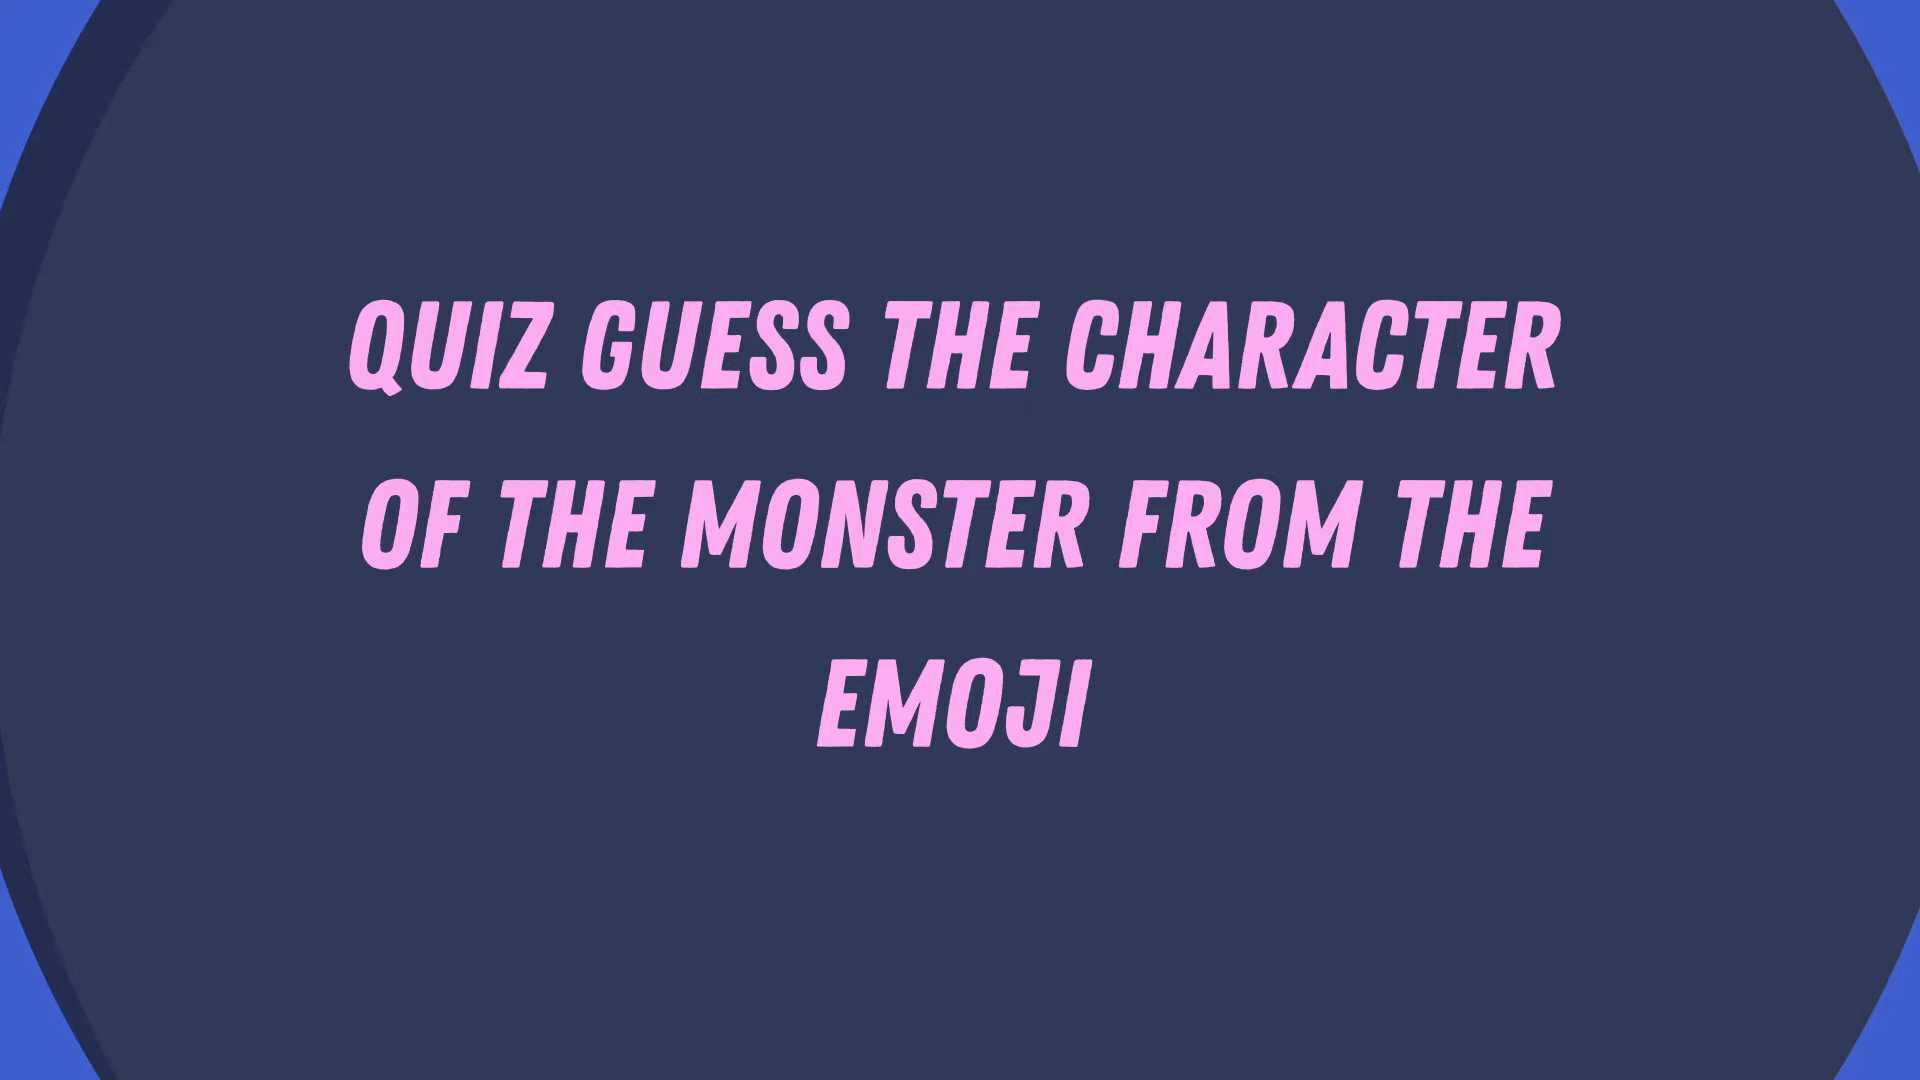 QUIZ GUESS THE CHARACTER
OF THE MONSTER FROM THE
EMOJI